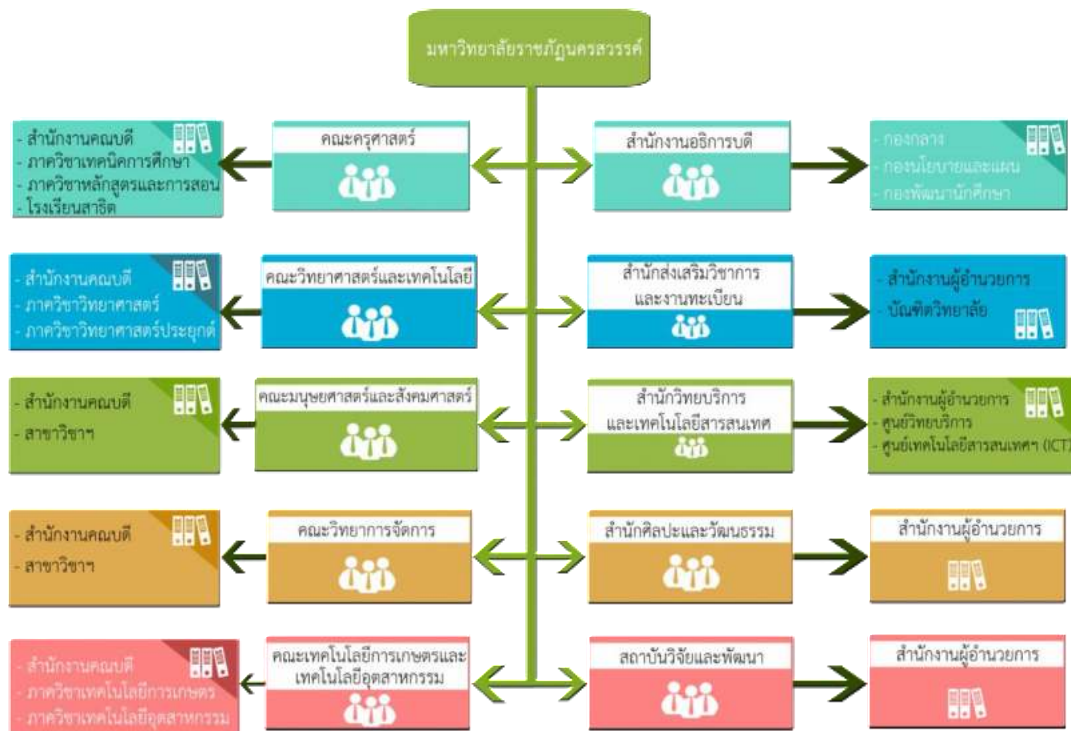 มหาวิทยาลัยราชภัฏนครสวรรค์
- สำนักงานคณบดี
- ภาควิชาเทคนิคการศึกษา
- ภาควิชาหลักสูตรและการสอน
- โรงเรียนสาธิต
คณะครุศาสตร์
สำนักงานอธิการบดี
- กองกลาง
- กองนโยบายและแผน
- กองพัฒนานักศึกษา
- สำนักงานคณบดี
- ภาควิชาวิทยาศาสตร์
- ภาควิชาวิทยาศาสตร์ประยุกต์
คณะวิทยาศาสตร์และเทคโนโลยี
สำนักส่งเสริมวิชาการ
และงานทะเบียน
- สำนักงานผู้อำนวยการ
- บัณฑิตวิทยาลัย
- สำนักงานคณบดี
- สาขาวิชาฯ
คณะมนุษยศาสตร์และสังคมศาสตร์
สำนักวิทยบริการ
และเทคโนโลยีสารสนเทศ
- สำนักงานผู้อำนวยการ
- ศูนย์วิทยบริการ
- ศูนย์เทคโนโลยีสารสนเทศฯ (ICT)
- สำนักงานคณบดี
- สาขาวิชาฯ
คณะวิทยาการจัดการ
สำนักศิลปะและวัฒนธรรม
สำนักงานผู้อำนวยการ
- สำนักงานคณบดี
- ภาควิชาเทคโนโลยีการเกษตร
- ภาควิชาเทคโนโลยีอุตสาหกรรม
คณะเทคโนโลยีการเกษตรและ
เทคโนโลยีอุตสาหกรรม
สถาบันวิจัยและพัฒนา
สำนักงานผู้อำนวยการ